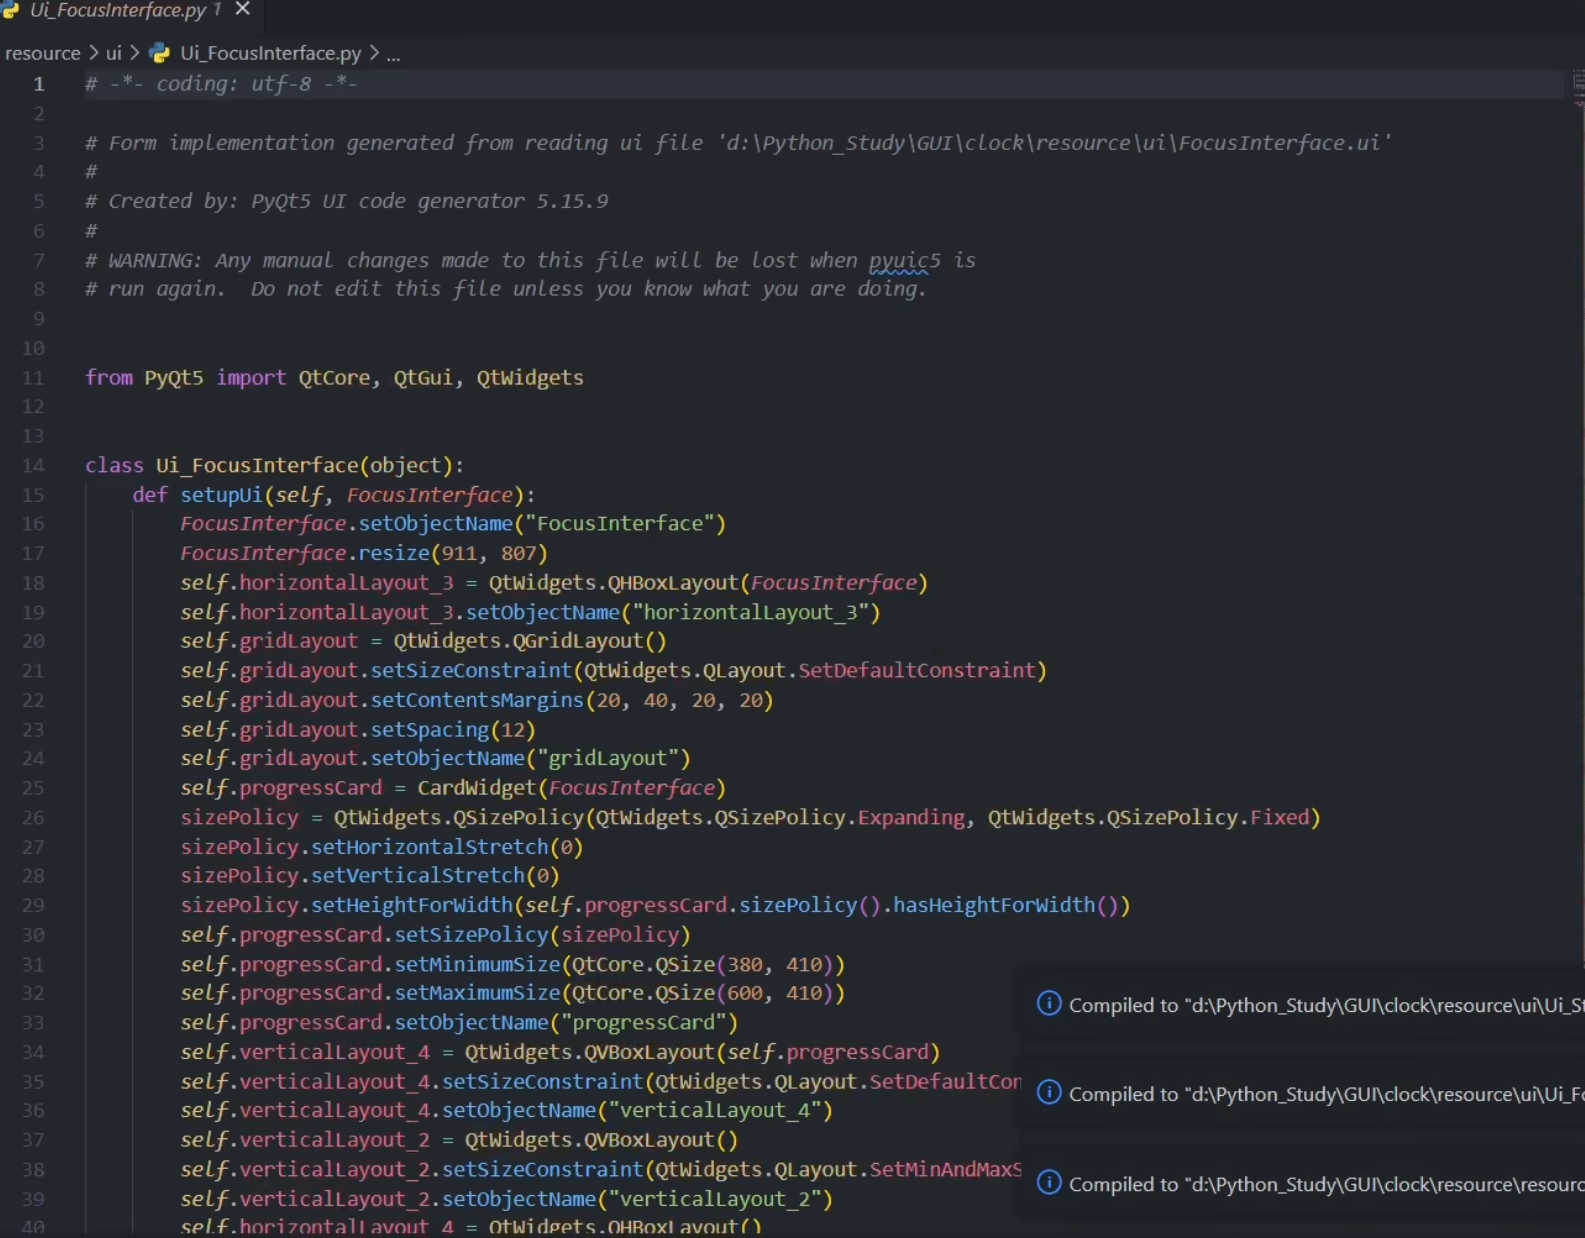 Ui_FocusInterface.py 1
resource > ui > Ui_FocusInterface.py > ...
1 # -*- coding: utf-8 -*-
2
3 # Form implementation generated from reading ui file 'd:\Python_Study\GUI\clock\resource\ui\FocusInterface.ui'
4 #
5 # Created by: PyQt5 UI code generator 5.15.9
6 #
7 # WARNING: Any manual changes made to this file will be lost when pyuic5 is
8 # run again.  Do not edit this file unless you know what you are doing.
9
10
11 from PyQt5 import QtCore, QtGui, QtWidgets
12
13
14 class Ui_FocusInterface(object):
15     def setupUi(self, FocusInterface):
16         FocusInterface.setObjectName("FocusInterface")
17         FocusInterface.resize(911, 807)
18         self.horizontalLayout_3 = QtWidgets.QHBoxLayout(FocusInterface)
19         self.horizontalLayout_3.setObjectName("horizontalLayout_3")
20         self.gridLayout = QtWidgets.QGridLayout()
21         self.gridLayout.setSizeConstraint(QtWidgets.QLayout.SetDefaultConstraint)
22         self.gridLayout.setContentsMargins(20, 40, 20, 20)
23         self.gridLayout.setSpacing(12)
24         self.gridLayout.setObjectName("gridLayout")
25         self.progressCard = CardWidget(FocusInterface)
26         sizePolicy = QtWidgets.QSizePolicy(QtWidgets.QSizePolicy.Expanding, QtWidgets.QSizePolicy.Fixed)
27         sizePolicy.setHorizontalStretch(0)
28         sizePolicy.setVerticalStretch(0)
29         sizePolicy.setHeightForWidth(self.progressCard.sizePolicy().hasHeightForWidth())
30         self.progressCard.setSizePolicy(sizePolicy)
31         self.progressCard.setMinimumSize(QtCore.QSize(380, 410))
32         self.progressCard.setMaximumSize(QtCore.QSize(600, 410))
33         self.progressCard.setObjectName("progressCard")
34         self.verticalLayout_4 = QtWidgets.QVBoxLayout(self.progressCard)
35         self.verticalLayout_4.setSizeConstraint(QtWidgets.QLayout.SetDefaultCon
36         self.verticalLayout_4.setObjectName("verticalLayout_4")
37         self.verticalLayout_2 = QtWidgets.QVBoxLayout()
38         self.verticalLayout_2.setSizeConstraint(QtWidgets.QLayout.SetMinAndMaxS
39         self.verticalLayout_2.setObjectName("verticalLayout_2")
40         self.horizontalLayout_4 = QtWidgets.QHBoxLayout()
Compiled to "d:\Python_Study\GUI\clock\resource\ui\Ui_St
Compiled to "d:\Python_Study\GUI\clock\resource\ui\Ui_Fo
Compiled to "d:\Python_Study\GUI\clock\resource\resourc